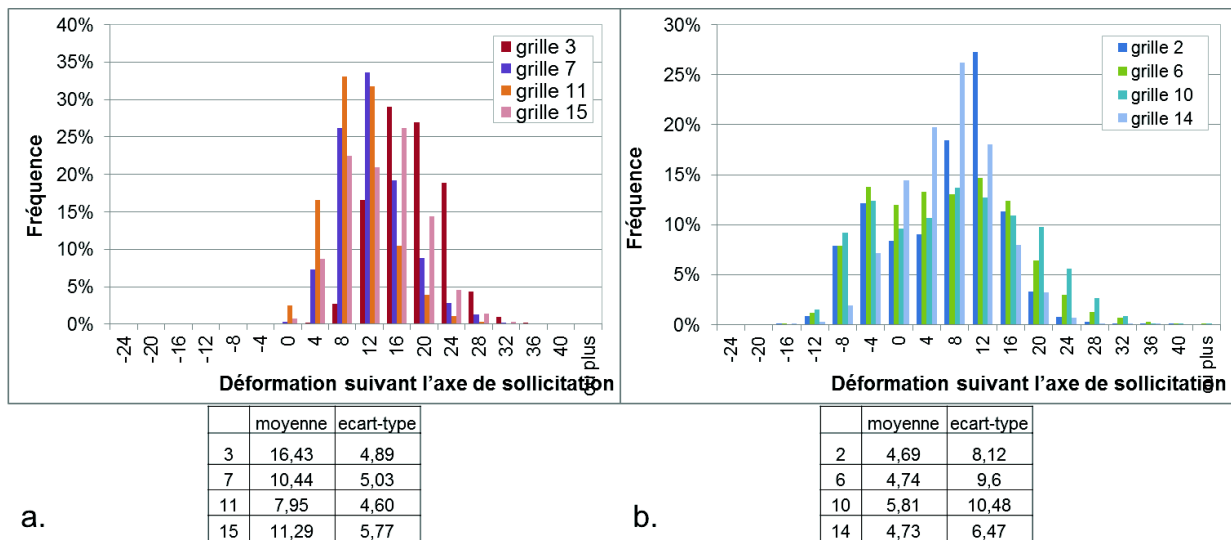 40%
35%
30%
25%
20%
15%
10%
5%
0%
Fréquence
grille 3
grille 7
grille 11
grille 15
-24 -20 -16 -12 -8 -4 0 4 8 12 16 20 24 28 32 36 40 ou plus
Déformation suivant l'axe de sollicitation
30%
25%
20%
15%
10%
5%
0%
Fréquence
grille 2
grille 6
grille 10
grille 14
-24 -20 -16 -12 -8 -4 0 4 8 12 16 20 24 28 32 36 40 ou plus
Déformation suivant l'axe de sollicitation
moyenne ecart-type
3 16,43 4,89
7 10,44 5,03
11 7,95 4,60
15 11,29 5,77
a.
moyenne ecart-type
2 4,69 8,12
6 4,74 9,6
10 5,81 10,48
14 4,73 6,47
b.